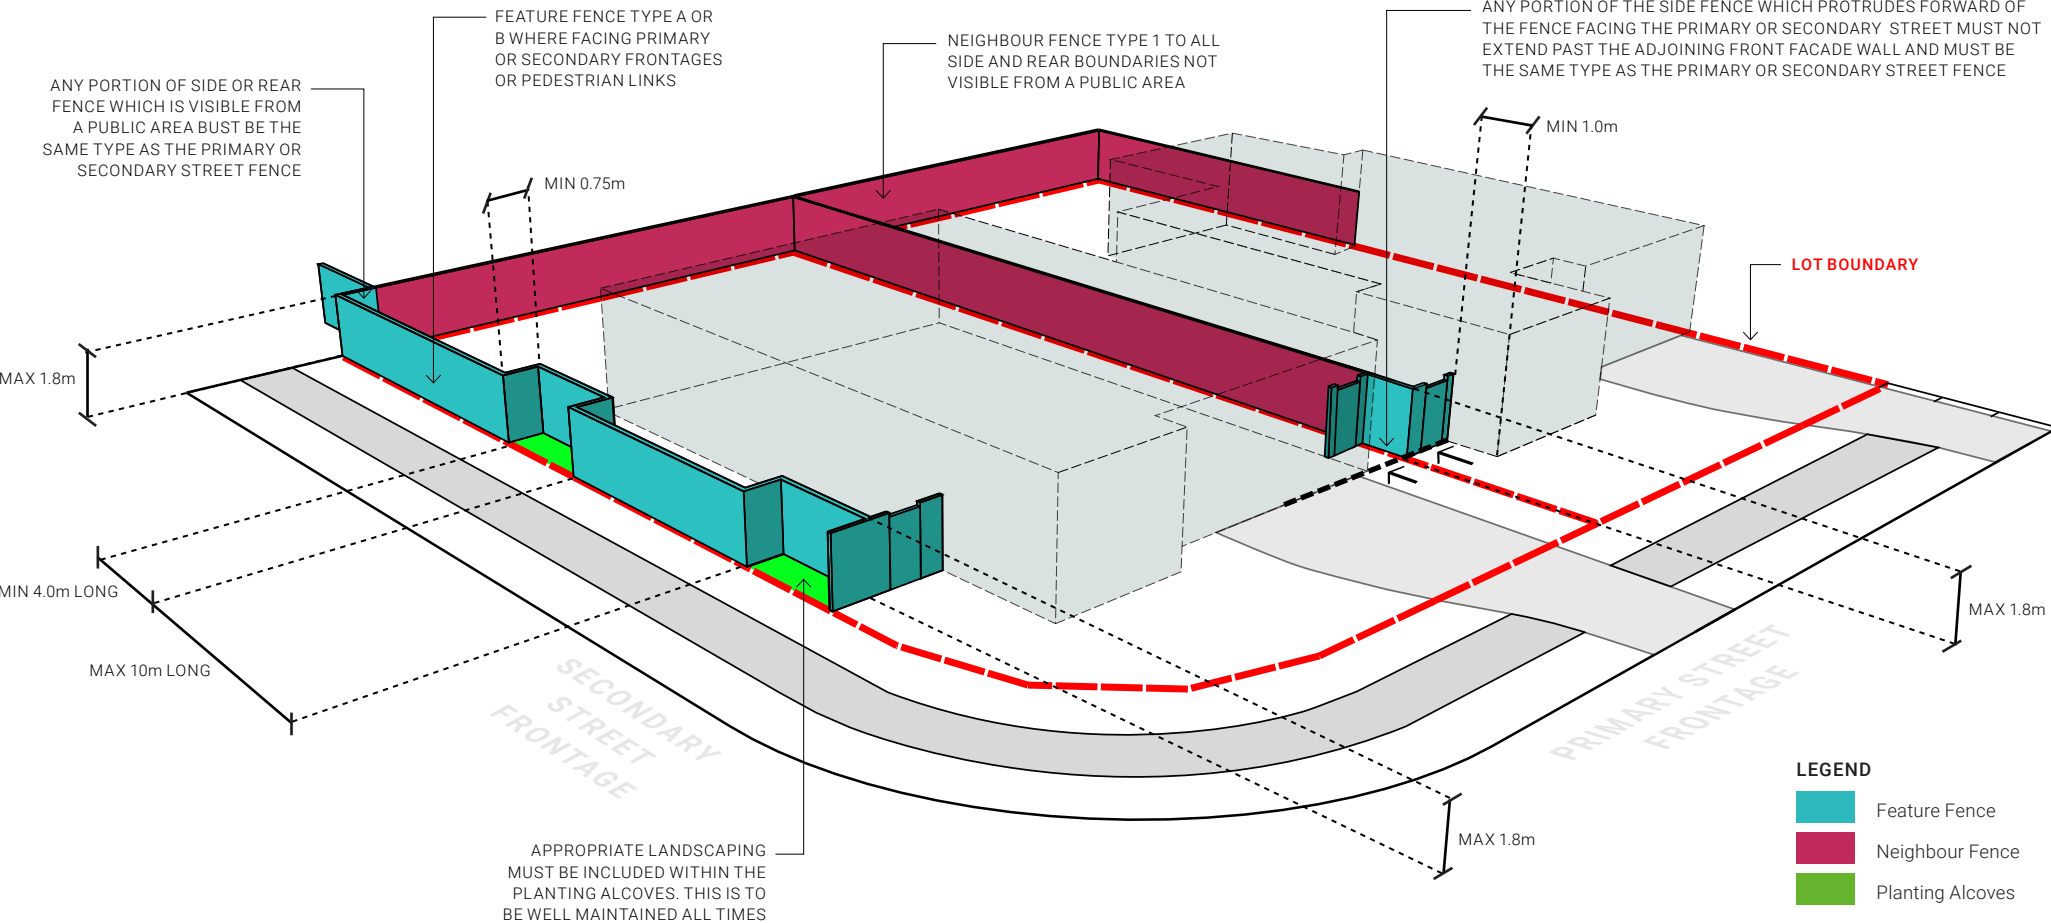 FEATURE FENCE TYPE A OR
B WHERE FACING PRIMARY
OR SECONDARY FRONTAGES
OR PEDESTRIAN LINKS
NEIGHBOUR FENCE TYPE 1 TO ALL
SIDE AND REAR BOUNDARIES NOT
VISIBLE FROM A PUBLIC AREA
ANY PORTION OF THE SIDE FENCE WHICH PROTRUDES FORWARD OF
THE FENCE FACING THE PRIMARY OR SECONDARY STREET MUST NOT
EXTEND PAST THE ADJOINING FRONT FACADE WALL AND MUST BE
THE SAME TYPE AS THE PRIMARY OR SECONDARY STREET FENCE
ANY PORTION OF SIDE OR REAR
FENCE WHICH IS VISIBLE FROM
A PUBLIC AREA BUST BE THE
SAME TYPE AS THE PRIMARY OR
SECONDARY STREET FENCE
MIN 0.75m
MIN 1.0m
LOT BOUNDARY
MAX 1.8m
MIN 4.0m LONG
MAX 10m LONG
SECONDARY
STREET
FRONTAGE
PRIMARY STREET
FRONTAGE
MAX 1.8m
MAX 1.8m
APPROPRIATE LANDSCAPING
MUST BE INCLUDED WITHIN THE
PLANTING ALCOVES. THIS IS TO
BE WELL MAINTAINED ALL TIMES
LEGEND
Feature Fence
Neighbour Fence
Planting Alcoves